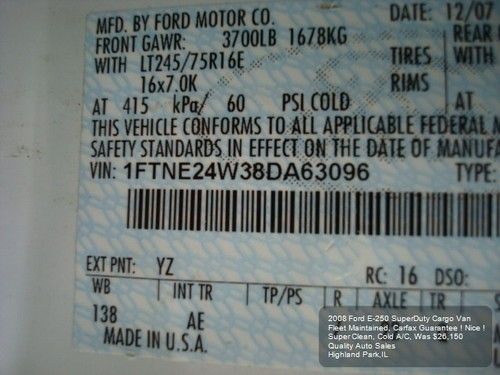 MFD. BY FORD MOTOR CO.
DATE: 12/07
FRONT GAWR: 3700LB 1678KG
REAR
WITH LT245/75R16E
TIRES WITH
16x7.0K
RIMS
AT 415 kPa/ 60 PSI COLD
AT
THIS VEHICLE CONFORMS TO ALL APPLICABLE FEDERAL
SAFETY STANDARDS IN EFFECT ON THE DATE OF MANUFA
VIN: 1FTNE24W38DA63096
TYPE:
EXT PNT: YZ
RC: 16 DSO:
WB INT TR TP/PS R AXLE TR
138 AE
MADE IN U.S.A.
2008 Ford E-250 SuperDuty Cargo Van
Fleet Maintained, Carfax Guarantee ! Nice !
Super Clean, Cold A/C, Was $26,150
Quality Auto Sales
Highland Park,IL